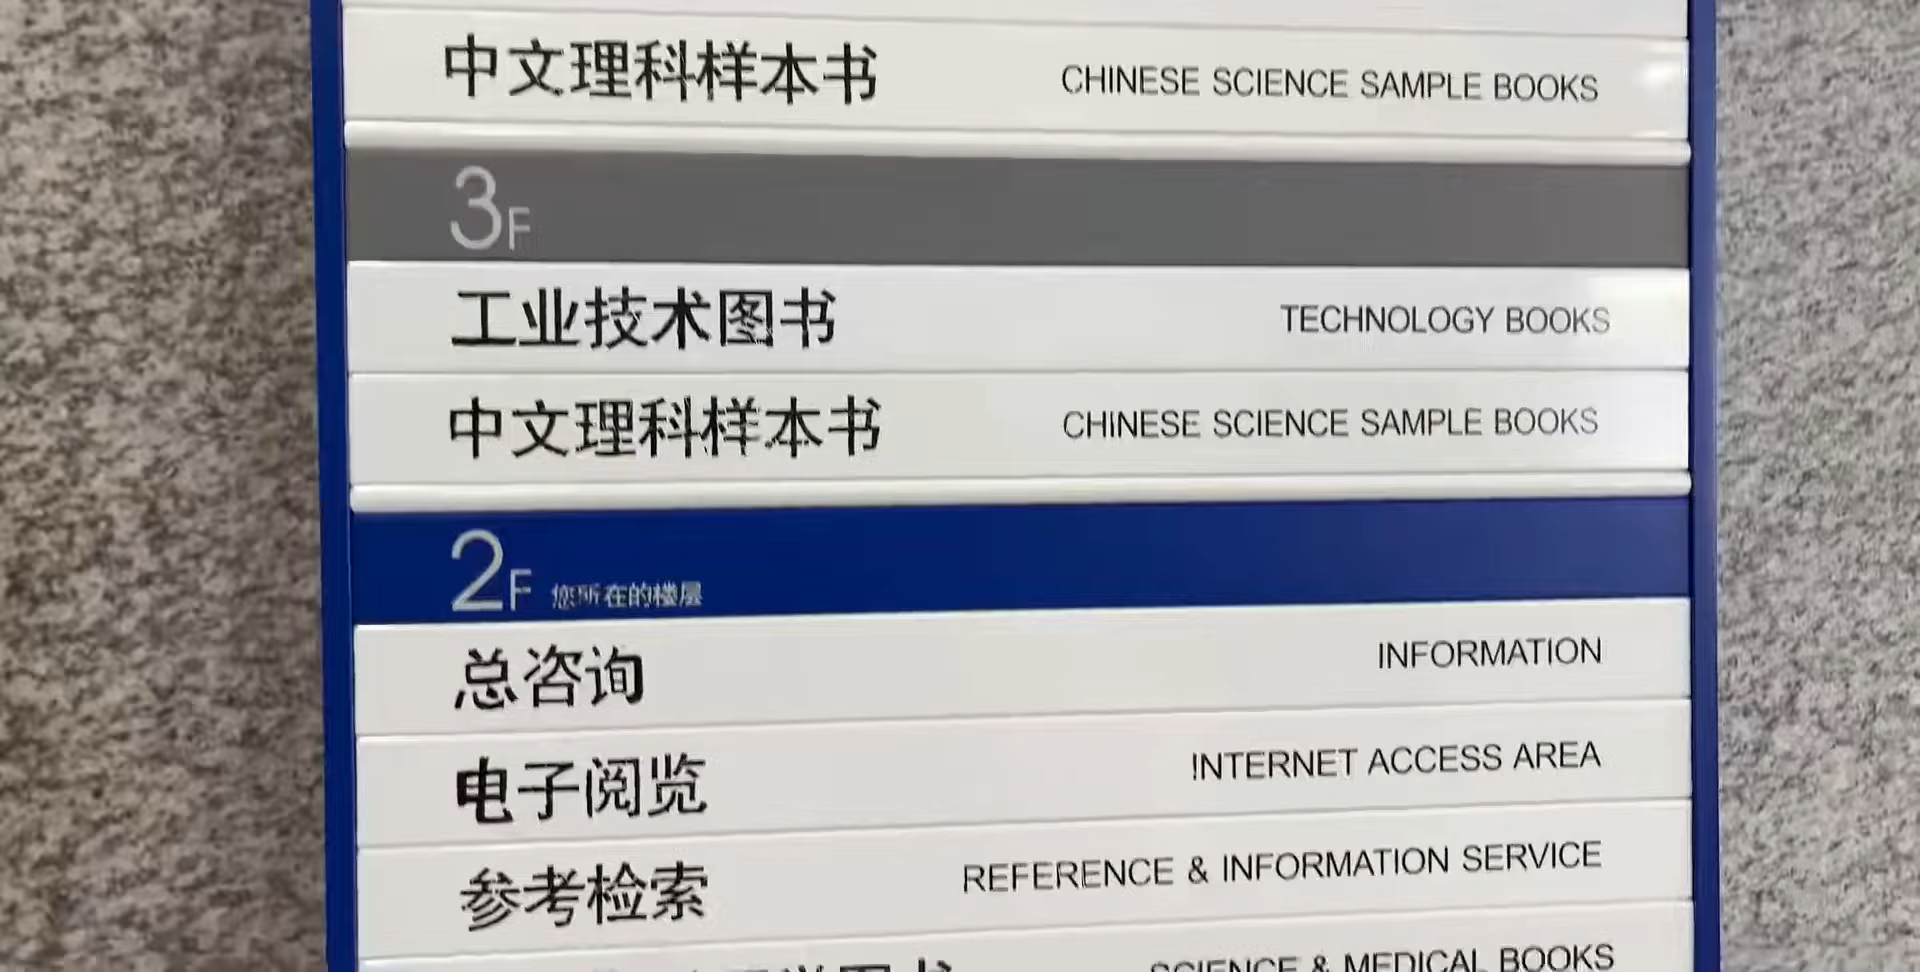 中文理科样本书 CHINESE SCIENCE SAMPLE BOOKS
3F
工业技术图书 TECHNOLOGY BOOKS
中文理科样本书 CHINESE SCIENCE SAMPLE BOOKS
2F 您所在的楼层
总咨询 INFORMATION
电子阅览 INTERNET ACCESS AREA
参考检索 REFERENCE & INFORMATION SERVICE
SCIENCE & MEDICAL BOOKS